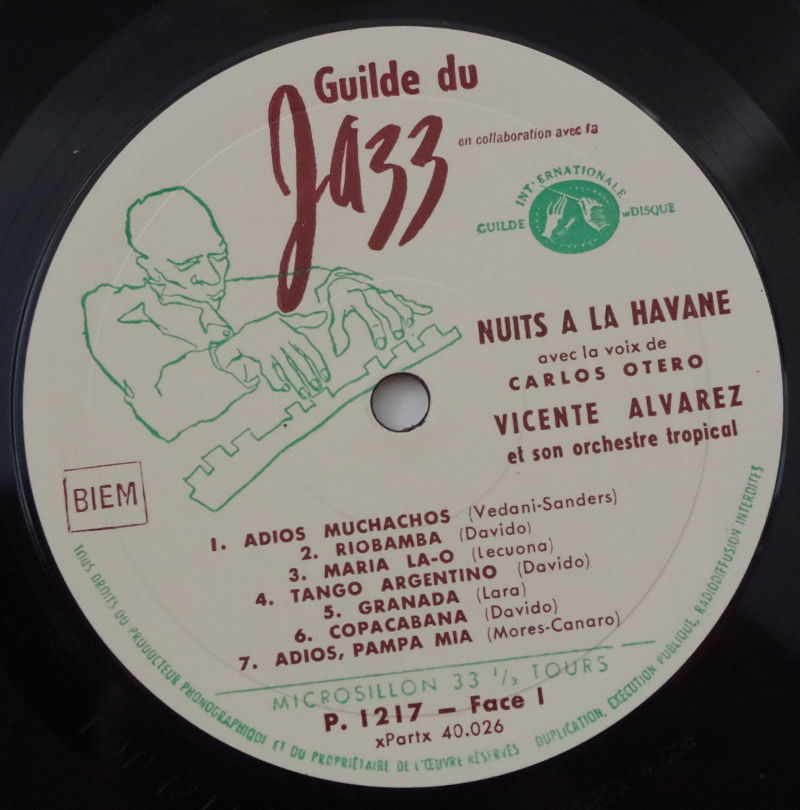 Guilde du
Jazz
en collaboration avec la
INTERNATIONALE
GUILDE DU DISQUE
NUITS A LA HAVANE
avec la voix de
CARLOS OTERO
VICENTE ALVAREZ
et son orchestre tropical
BIEM
1. ADIOS MUCHACHOS (Vedani-Sanders)
2. RIOBAMBA (Davido)
3. MARIA LA-O (Lecuona)
4. TANGO ARGENTINO (Davido)
5. GRANADA (Lara)
6. COPACABANA (Davido)
7. ADIOS, PAMPA MIA (Mores-Canaro)
MICROSILLON 33 1/3 TOURS
P. 1217 - Face 1
xPartx 40.026
TOUS DROITS DU PRODUCTEUR PHONOGRAPHIQUE ET DU PROPRIÉTAIRE DE L'ŒUVRE RÉSERVÉS DUPLICATION, EXÉCUTION PUBLIQUE, RADIODIFFUSION INTERDITES